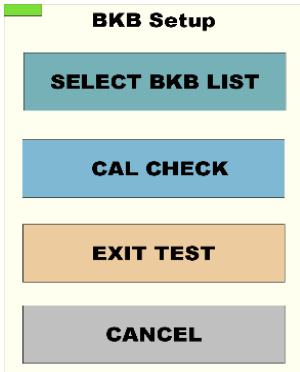 BKB Setup
SELECT BKB LIST
CAL CHECK
EXIT TEST
CANCEL